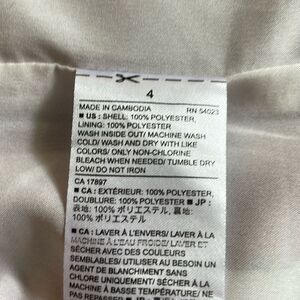 4
MADE IN CAMBODIA RN 54023
■ US : SHELL: 100% POLYESTER,
LINING: 100% POLYESTER
WASH INSIDE OUT/ MACHINE WASH
COLD/ WASH AND DRY WITH LIKE
COLORS/ ONLY NON-CHLORINE
BLEACH WHEN NEEDED/ TUMBLE DRY
LOW/ DO NOT IRON
CA 17897
■ CA : EXTÉRIEUR: 100% POLYESTER,
DOUBLURE: 100% POLYESTER ■ JP :
表地: 100% ポリエステル, 裏地:
100% ポリエステル
■ CA : LAVER À L'ENVERS/ LAVER À LA
MACHINE À L'EAU FROIDE/ LAVER ET
SÉCHER AVEC DES COULEURS
SEMBLABLES/ UTILISER AU BESOIN UN
AGENT DE BLANCHIMENT SANS
CHLORE UNIQUEMENT/ SÉCHER À LA
MACHINE À BASSE TEMPÉRATURE/ NE
PAS REPASSER ■ JP :